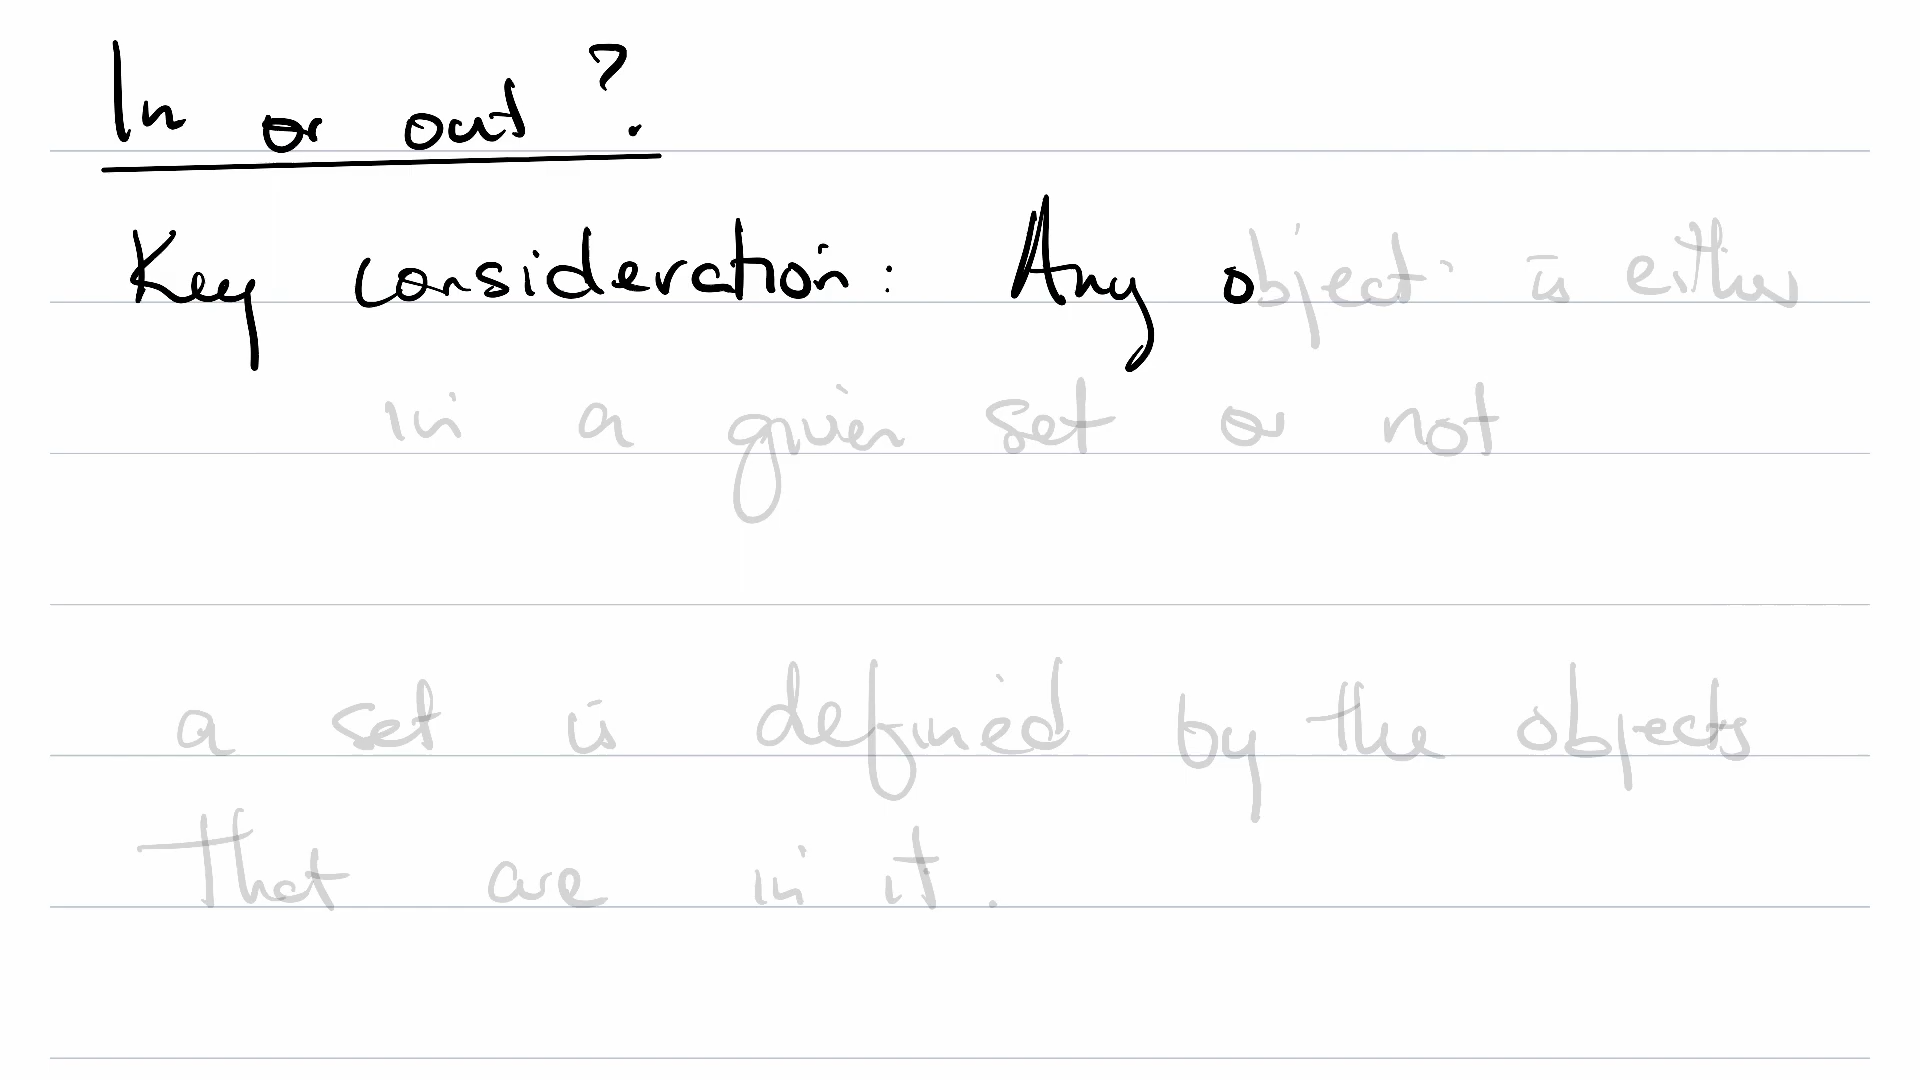 In or out?
Key consideration: Any object is either
in a given set or not
a set is defined by the objects
that are in it.